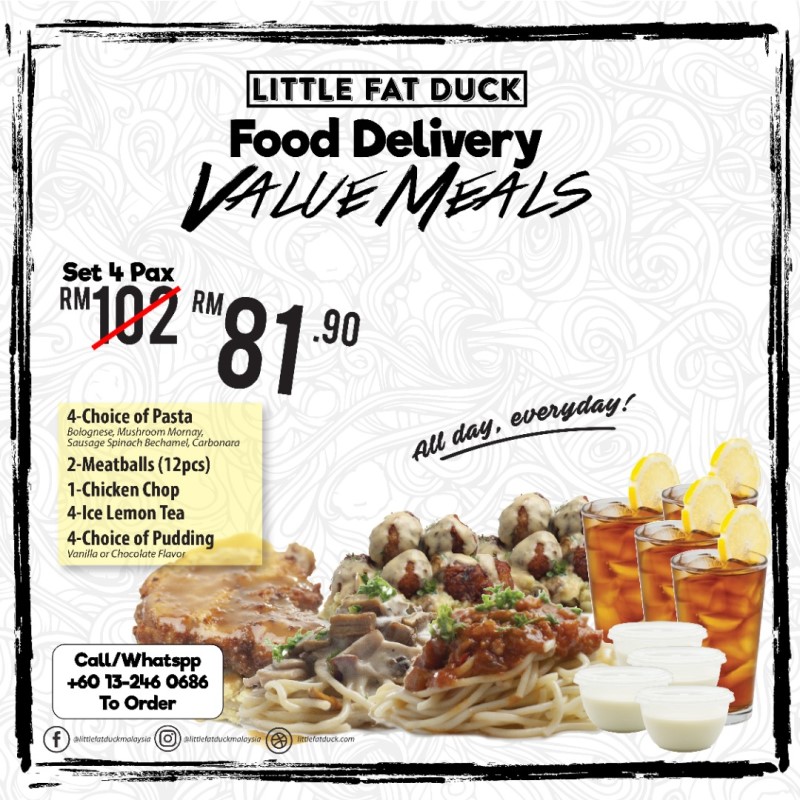 LITTLE FAT DUCK
Food Delivery
VALUE MEALS
Set 4 Pax
RM102 RM81.90
4-Choice of Pasta
Bolognese, Mushroom Mornay,
Sausage Spinach Bechamel, Carbonara
2-Meatballs (12pcs)
1-Chicken Chop
4-Ice Lemon Tea
4-Choice of Pudding
Vanilla or Chocolate Flavor
All day, everyday!
Call/Whatspp
+60 13-246 0686
To Order
@littlefatduckmalaysia @littlefatduckmalaysia littlefatduck.com